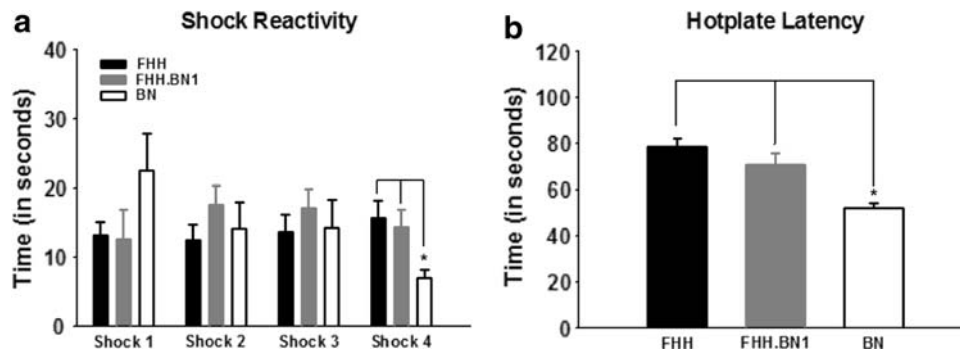 a
Shock Reactivity
Time (in seconds)
40
30
20
10
0
FHH
FHH.BN1
BN
*
Shock 1
Shock 2
Shock 3
Shock 4
b
Hotplate Latency
Time (in seconds)
120
100
80
60
40
20
0
*
FHH
FHH.BN1
BN